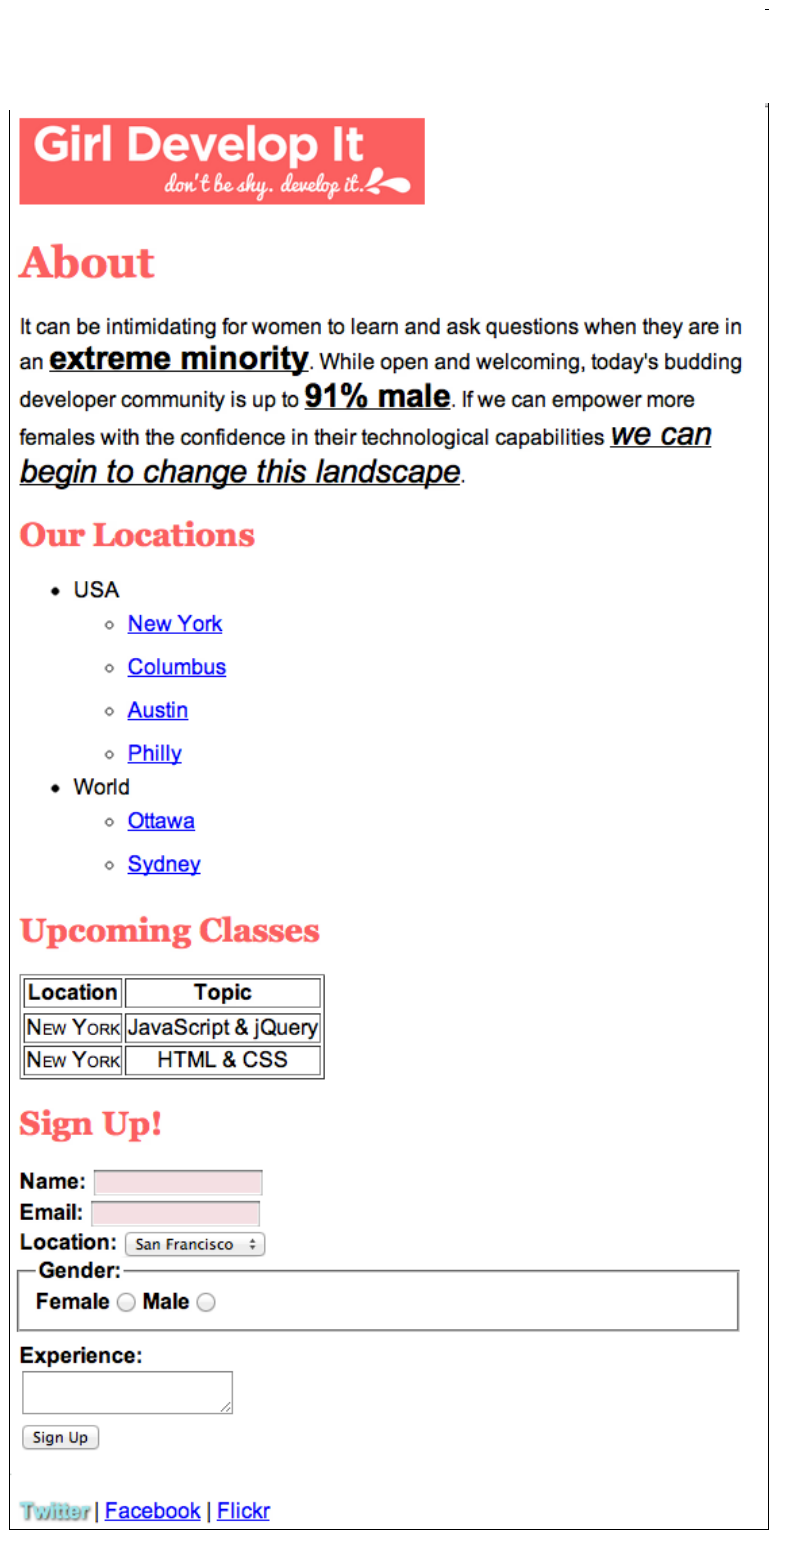 Girl Develop It
don't be shy. develop it.
About
It can be intimidating for women to learn and ask questions when they are in
an extreme minority. While open and welcoming, today's budding
developer community is up to 91% male. If we can empower more
females with the confidence in their technological capabilities we can
begin to change this landscape.
Our Locations
USA
New York
Columbus
Austin
Philly
World
Ottawa
Sydney
Upcoming Classes
Location Topic
New York JavaScript & jQuery
New York HTML & CSS
Sign Up!
Name:
Email:
Location: San Francisco
Gender:
Female Male
Experience:
Sign Up
Twitter | Facebook | Flickr